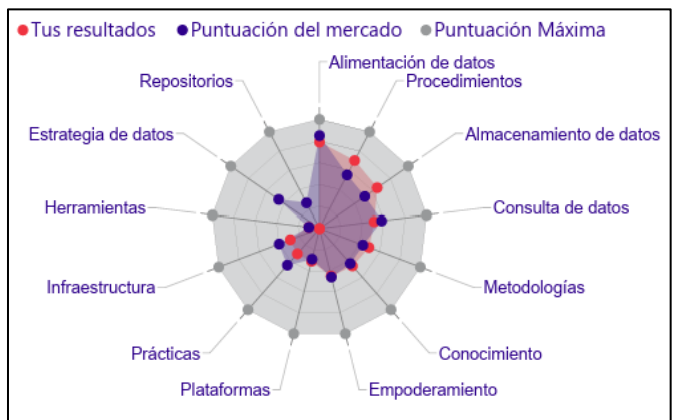 Tus resultados
Puntuación del mercado
Puntuación Máxima
Alimentación de datos
Procedimientos
Almacenamiento de datos
Consulta de datos
Metodologías
Conocimiento
Empoderamiento
Plataformas
Prácticas
Infraestructura
Herramientas
Estrategia de datos
Repositorios